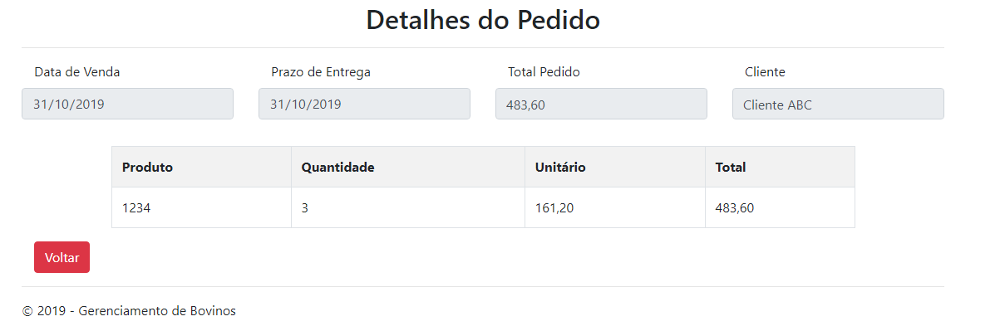 Detalhes do Pedido
Data de Venda Prazo de Entrega Total Pedido Cliente
31/10/2019 31/10/2019 483,60 Cliente ABC
Produto Quantidade Unitário Total
1234 3 161,20 483,60
Voltar
© 2019 - Gerenciamento de Bovinos